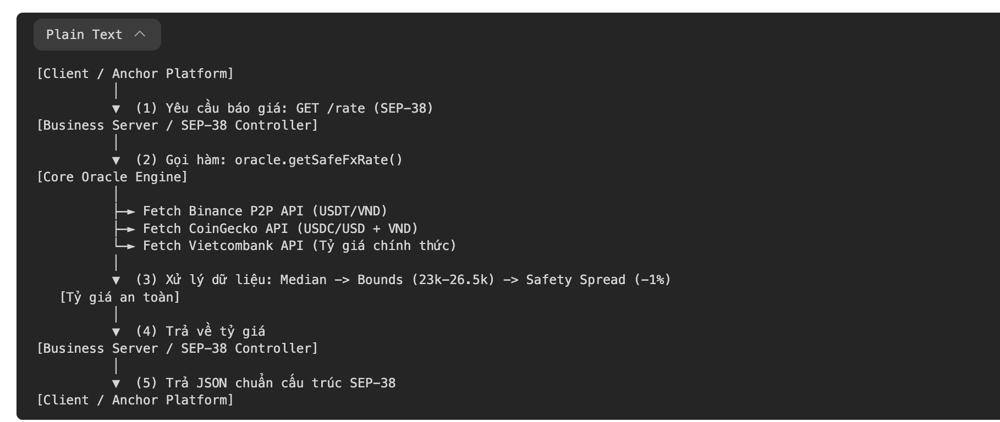 Plain Text
[Client / Anchor Platform]
│
▼  (1) Yêu cầu báo giá: GET /rate (SEP-38)
[Business Server / SEP-38 Controller]
│
▼  (2) Gọi hàm: oracle.getSafeFxRate()
[Core Oracle Engine]
│
├─► Fetch Binance P2P API (USDT/VND)
├─► Fetch CoinGecko API (USDC/USD + VND)
└─► Fetch Vietcombank API (Tỷ giá chính thức)
│
▼  (3) Xử lý dữ liệu: Median -> Bounds (23k-26.5k) -> Safety Spread (-1%)
[Tỷ giá an toàn]
│
▼  (4) Trả về tỷ giá
[Business Server / SEP-38 Controller]
│
▼  (5) Trả JSON chuẩn cấu trúc SEP-38
[Client / Anchor Platform]